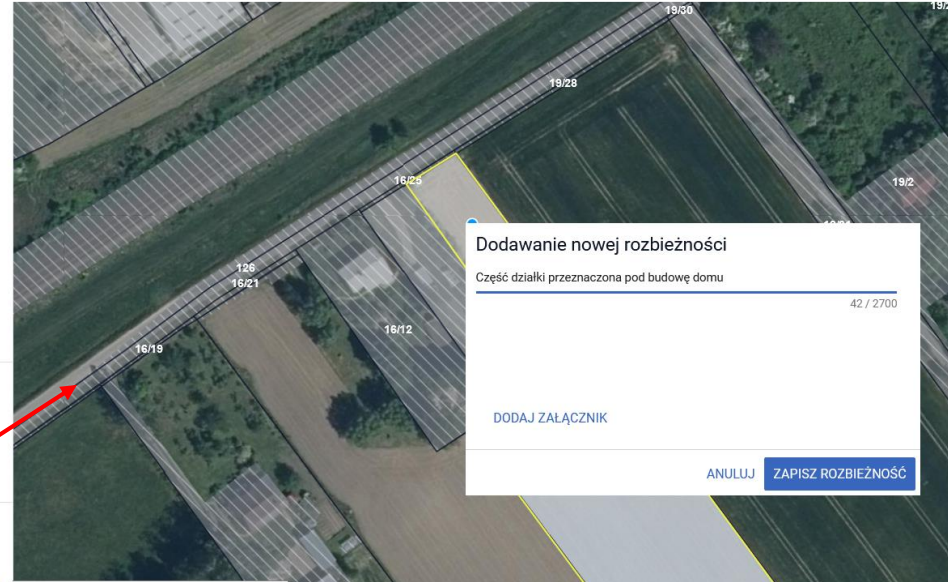 19/30
19/28
19/2
16/25
126
16/21
16/12
16/19
Dodawanie nowej rozbieżności
Część działki przeznaczona pod budowę domu
42 / 2700
DODAJ ZAŁĄCZNIK
ANULUJ
ZAPISZ ROZBIEŻNOŚĆ